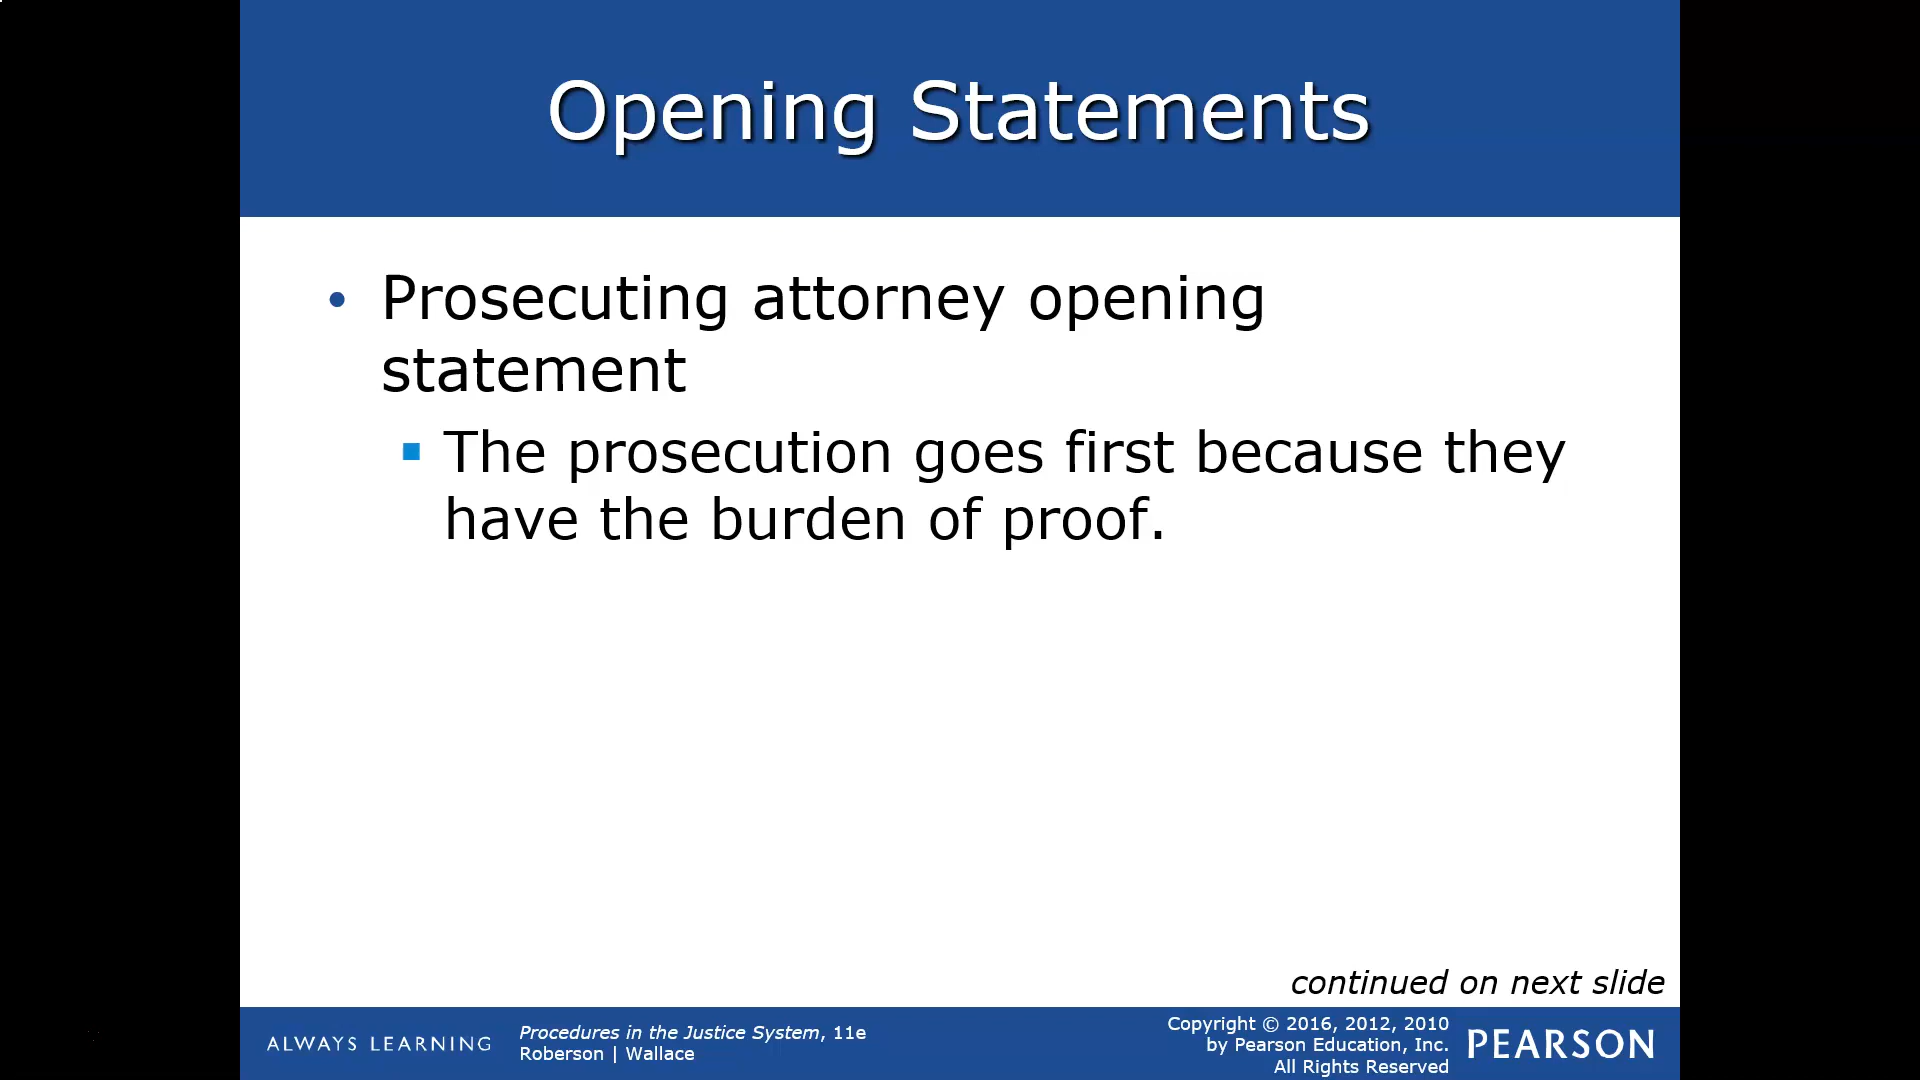 Opening Statements
• Prosecuting attorney opening
statement
▪ The prosecution goes first because they
have the burden of proof.
continued on next slide
ALWAYS LEARNING
Procedures in the Justice System, 11e
Roberson | Wallace
Copyright © 2016, 2012, 2010
by Pearson Education, Inc.
All Rights Reserved
PEARSON